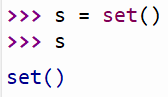 >>> s = set()
>>> s
set()